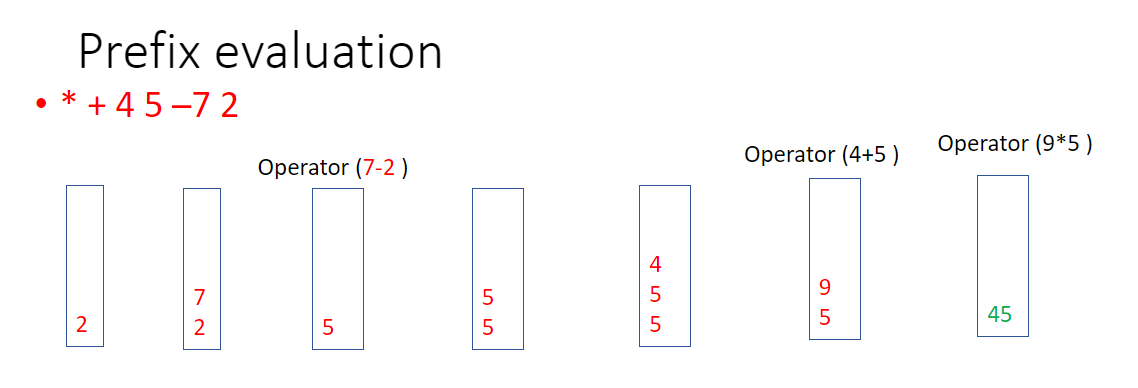 Prefix evaluation
• * + 4 5 –7 2
Operator (7-2 )
Operator (4+5 )
Operator (9*5 )
2
7
2
5
5
5
4
5
5
9
5
45